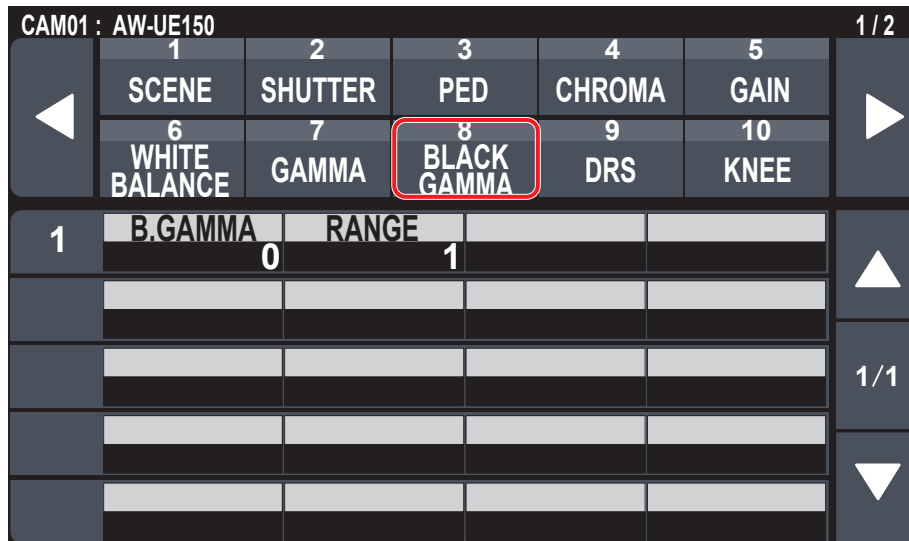 CAM01 : AW-UE150 1 / 2
1 2 3 4 5
SCENE SHUTTER PED CHROMA GAIN
6 7 8 9 10
WHITE BALANCE GAMMA BLACK GAMMA DRS KNEE
1 B.GAMMA RANGE
0 1
1/1